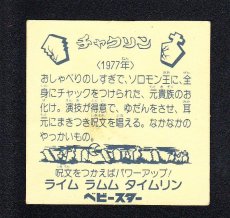 チャクリン
〈1977年〉
おしゃべりのしすぎで、ソロモン王に、全
身にチャックをつけられた、元貴族のお
化け。演技が得意で、ゆだんをさせ、耳
元にまきつき呪文を唱える。なかなかの
やっかいもの。
呪文をつかえばパワーアップ!
ライム ラムム タイムリン
ベビースター